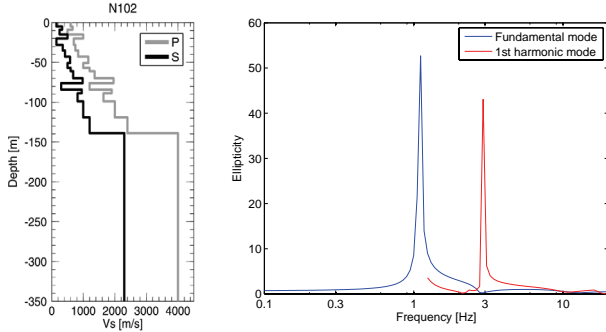 N102
0
-50
-100
-150
-200
-250
-300
-350
Depth [m]
P
S
0 1000 2000 3000 4000
Vs [m/s]
60
50
40
30
20
10
0
Ellipticity
Fundamental mode
1st harmonic mode
0.1 0.3 1 3 10
Frequency [Hz]